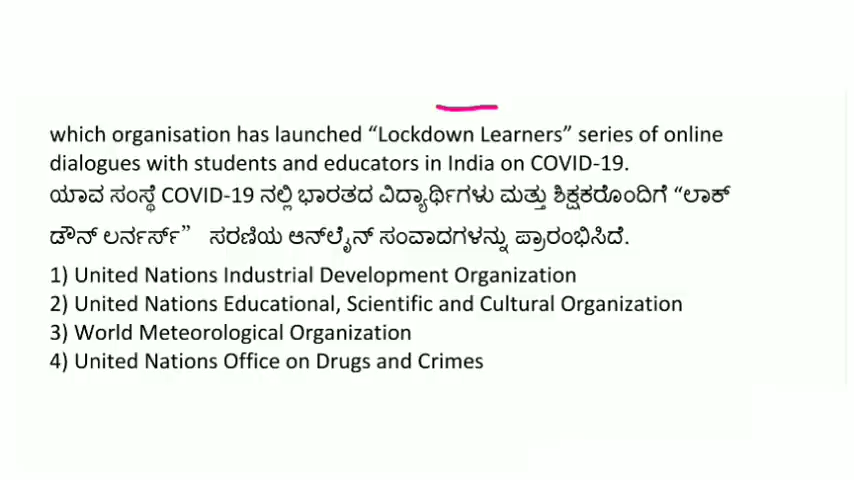 which organisation has launched “Lockdown Learners” series of online
dialogues with students and educators in India on COVID-19.
ಯಾವ ಸಂಸ್ಥೆ COVID-19 ನಲ್ಲಿ ಭಾರತದ ವಿದ್ಯಾರ್ಥಿಗಳು ಮತ್ತು ಶಿಕ್ಷಕರೊಂದಿಗೆ “ಲಾಕ್
ಡೌನ್ ಲರ್ನರ್ಸ್” ಸರಣಿಯ ಆನ್‌ಲೈನ್ ಸಂವಾದಗಳನ್ನು ಪ್ರಾರಂಭಿಸಿದೆ.
1) United Nations Industrial Development Organization
2) United Nations Educational, Scientific and Cultural Organization
3) World Meteorological Organization
4) United Nations Office on Drugs and Crimes